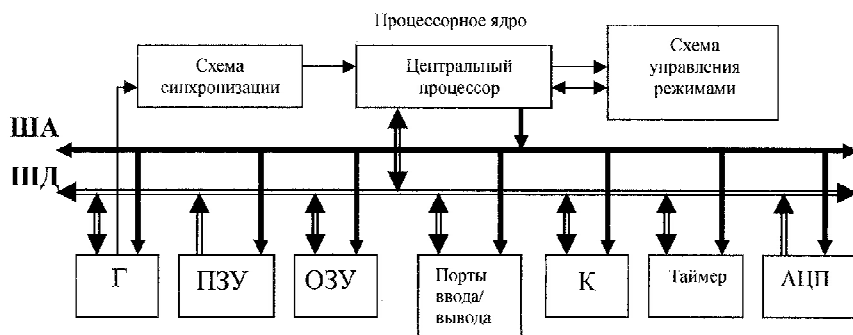 Процессорное ядро
Схема
синхронизации
Центральный
процессор
Схема
управления
режимами
ША
ШД
Г
ПЗУ
ОЗУ
Порты
ввода/
вывода
К
Таймер
АЦП